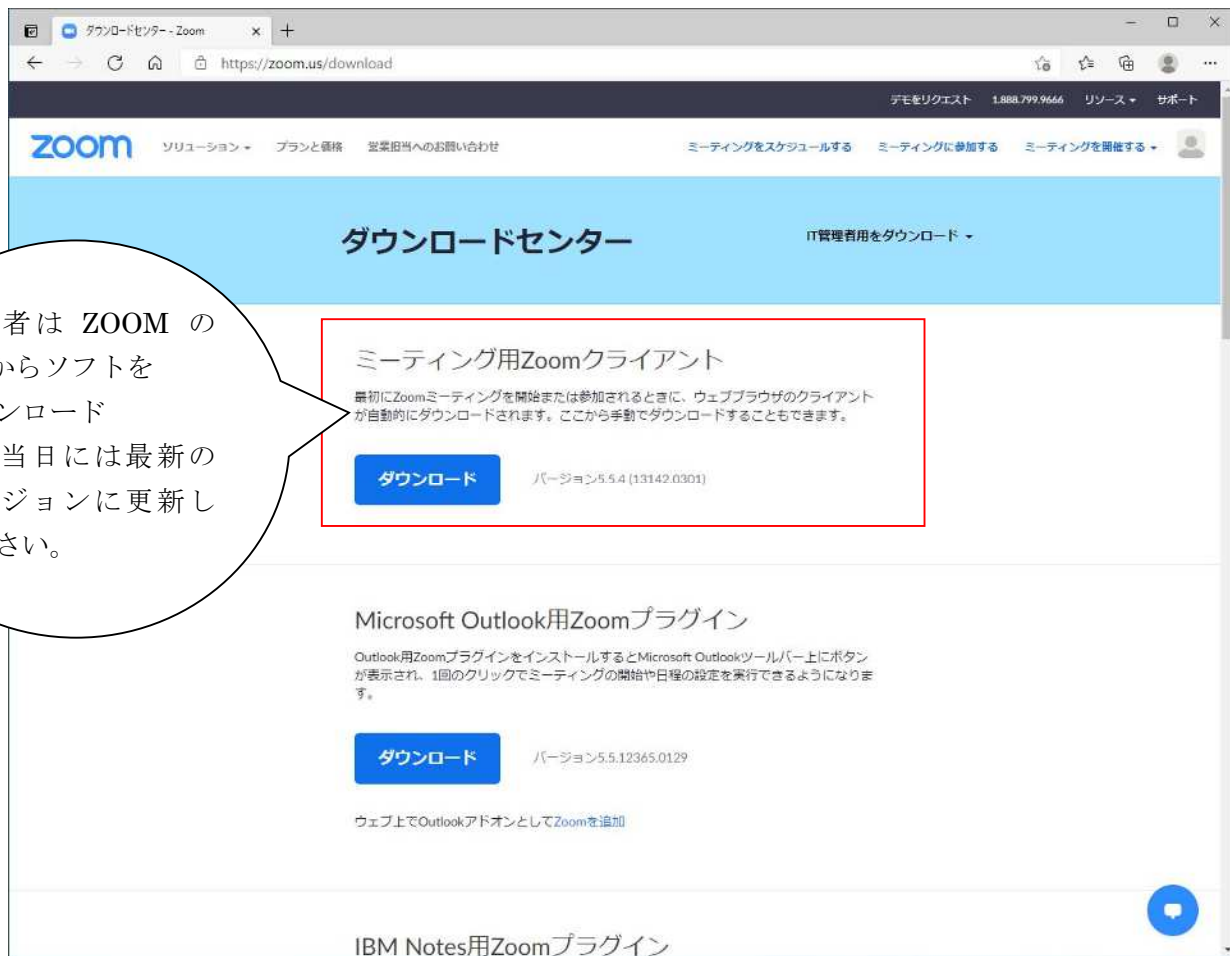 ダウンロードセンター - Zoom
https://zoom.us/download
デモをリクエスト 1.888.799.9666 リソース サポート
zoom ソリューション プランと価格 営業担当へのお問い合わせ ミーティングをスケジュールする ミーティングに参加する ミーティングを開催する
ダウンロードセンター IT管理者用をダウンロード
者は ZOOM の
からソフトを
ンロード
当日には最新の
ジョンに更新し
さい。
ミーティング用Zoomクライアント
最初にZoomミーティングを開始または参加されるときに、ウェブブラウザのクライアント
が自動的にダウンロードされます。ここから手動でダウンロードすることもできます。
ダウンロード バージョン5.5.4 (13142.0301)
Microsoft Outlook用Zoomプラグイン
Outlook用ZoomプラグインをインストールするとMicrosoft Outlookツールバー上にボタン
が表示され、1回のクリックでミーティングの開始や日程の設定を実行できるようになりま
す。
ダウンロード バージョン5.5.12365.0129
ウェブ上でOutlookアドオンとしてZoomを追加
IBM Notes用Zoomプラグイン